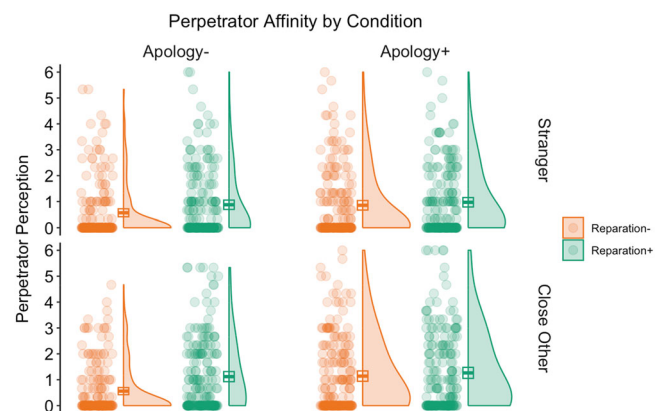 Perpetrator Affinity by Condition
Apology-
Apology+
Perpetrator Perception
6
5
4
3
2
1
0
Stranger
6
5
4
3
2
1
0
Close Other
Reparation-
Reparation+